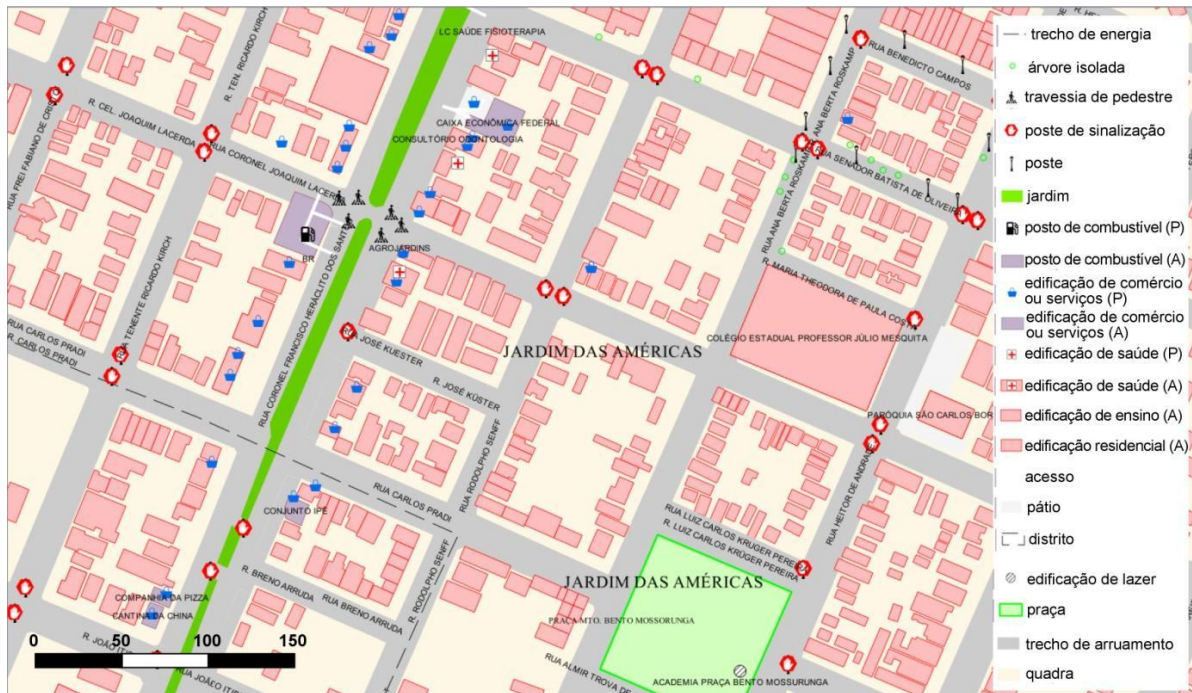 LC SAÚDE FISIOTERAPIA
RUA BENEDICTO CAMPOS
R. TEN. RICARDO KIRCH
R. CEL. JOAQUIM LACERDA
RUA CORONEL JOAQUIM LACERDA
CAIXA ECONÔMICA FEDERAL
CONSULTÓRIO ODONTOLOGIA
ANA BERTA ROSKAMP
RUA ANA BERTA ROSKAMP
SENADOR BATISTA DE OLIVEIRA
RUA FREI FABIANO DE CRIS
AGROJARDINS
BR
R. MARIA THEODORA DE PAULA COSTA
RUA TENENTE RICARDO KIRCH
RUA CORONEL FRANCISCO HERÁCLITO DOS SANT
RUA CARLOS PRADI
R. CARLOS PRADI
RUA JOSÉ KUESTER
R. JOSÉ KÜSTER
JARDIM DAS AMÉRICAS
COLÉGIO ESTADUAL PROFESSOR JÚLIO MESQUITA
PARÓQUIA SÃO CARLOS BOR
RUA RODOLPHO SENFF
RUA HEITOR DE ANDRA
RUA CARLOS PRADI
CONJUNTO IPÊ
RUA LUIZ CARLOS KRUGER PEREI
R. LUIZ CARLOS KRÜGER PEREIRA
R. RODOLPHO SENFF
R. BRENO ARRUDA
RUA BRENO ARRUDA
JARDIM DAS AMÉRICAS
COMPANHIA DA PIZZA
CANTINA DA CHINA
PRAÇA MTO. BENTO MOSSORUNGA
R. JOÃO ITI
RUA ALMIR TROVA DE
ACADEMIA PRAÇA BENTO MOSSURUNGA
0 50 100 150
trecho de energia
árvore isolada
travessia de pedestre
poste de sinalização
poste
jardim
posto de combustível (P)
posto de combustível (A)
edificação de comércio
ou serviços (P)
edificação de comércio
ou serviços (A)
edificação de saúde (P)
edificação de saúde (A)
edificação de ensino (A)
edificação residencial (A)
acesso
pátio
distrito
edificação de lazer
praça
trecho de arruamento
quadra